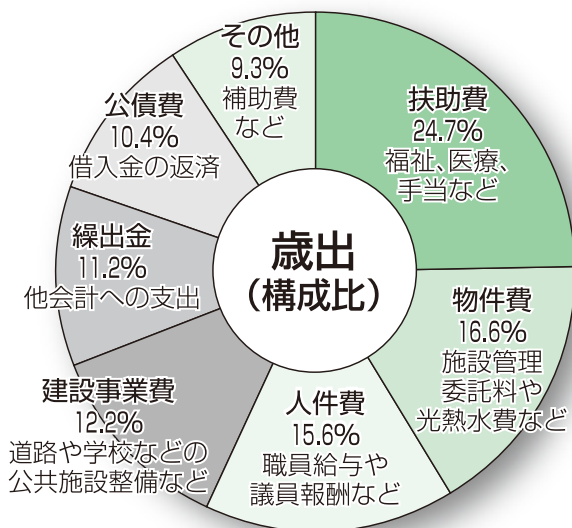 歳出
(構成比)
扶助費
24.7%
福祉、医療、
手当など
物件費
16.6%
施設管理
委託料や
光熱水費など
人件費
15.6%
職員給与や
議員報酬など
建設事業費
12.2%
道路や学校などの
公共施設整備など
繰出金
11.2%
他会計への支出
公債費
10.4%
借入金の返済
その他
9.3%
補助費
など